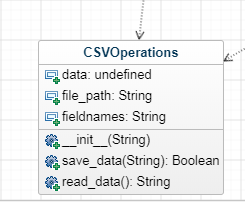 CSVOperations
data: undefined
file_path: String
fieldnames: String
__init__(String)
save_data(String): Boolean
read_data(): String